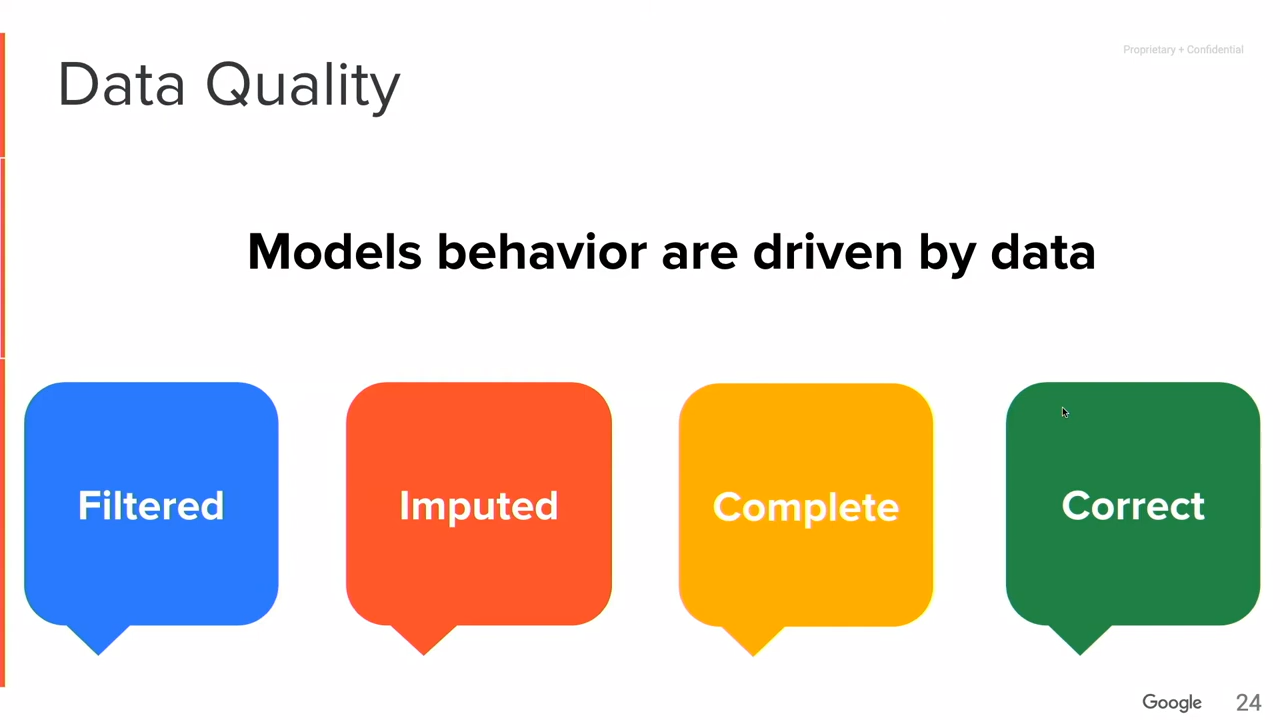 Proprietary + Confidential
Data Quality
Models behavior are driven by data
Filtered
Imputed
Complete
Correct
Google
24